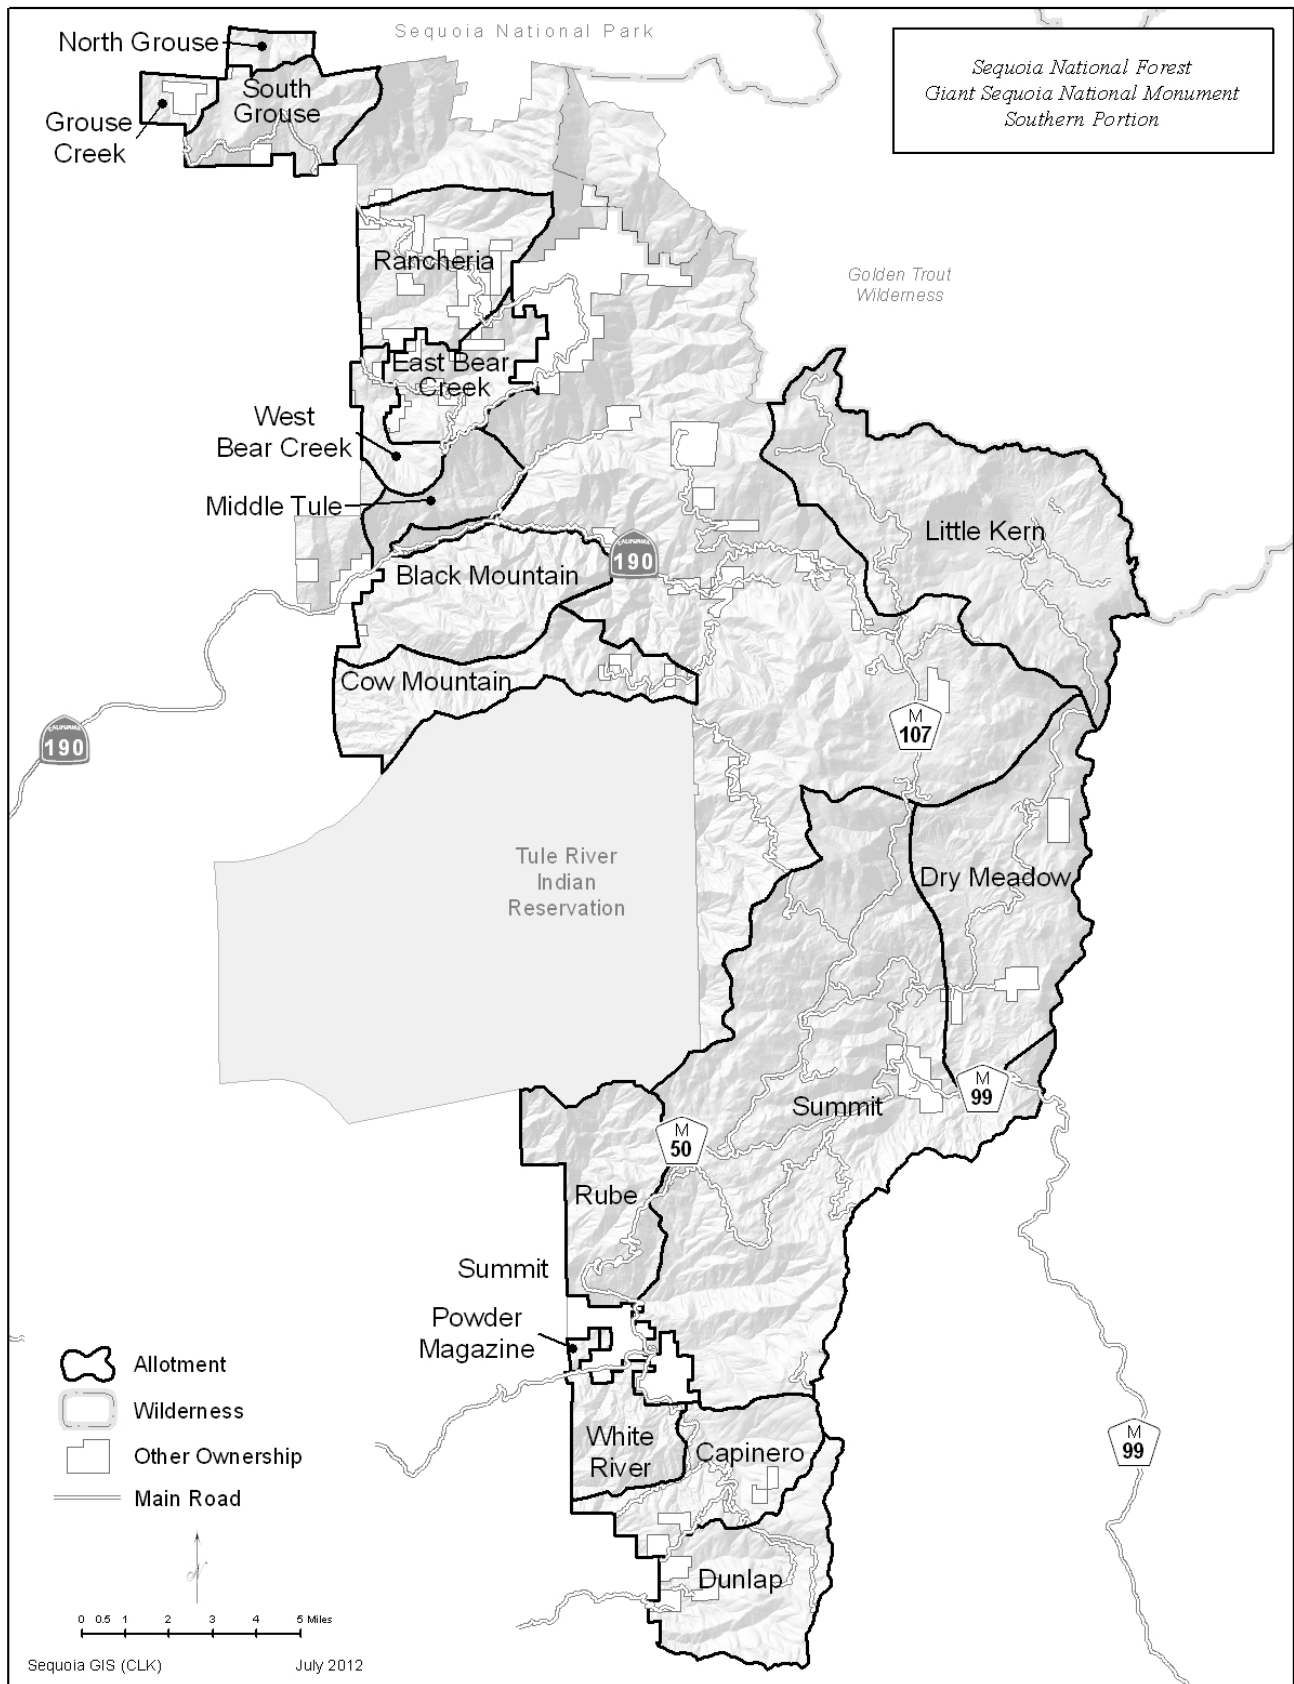 Sequoia National Park
North Grouse
South
Grouse
Grouse
Creek
Sequoia National Forest
Giant Sequoia National Monument
Southern Portion
Rancheria
Golden Trout
Wilderness
East Bear
Creek
West
Bear Creek
Middle Tule
Little Kern
CALIFORNIA
190
Black Mountain
Cow Mountain
CALIFORNIA
190
M
107
Tule River
Indian
Reservation
Dry Meadow
Summit
M
99
M
50
Rube
Summit
Powder
Magazine
White
River
Capinero
M
99
Dunlap
Allotment
Wilderness
Other Ownership
Main Road
N
0 0.5 1 2 3 4 5 Miles
Sequoia GIS (CLK)
July 2012